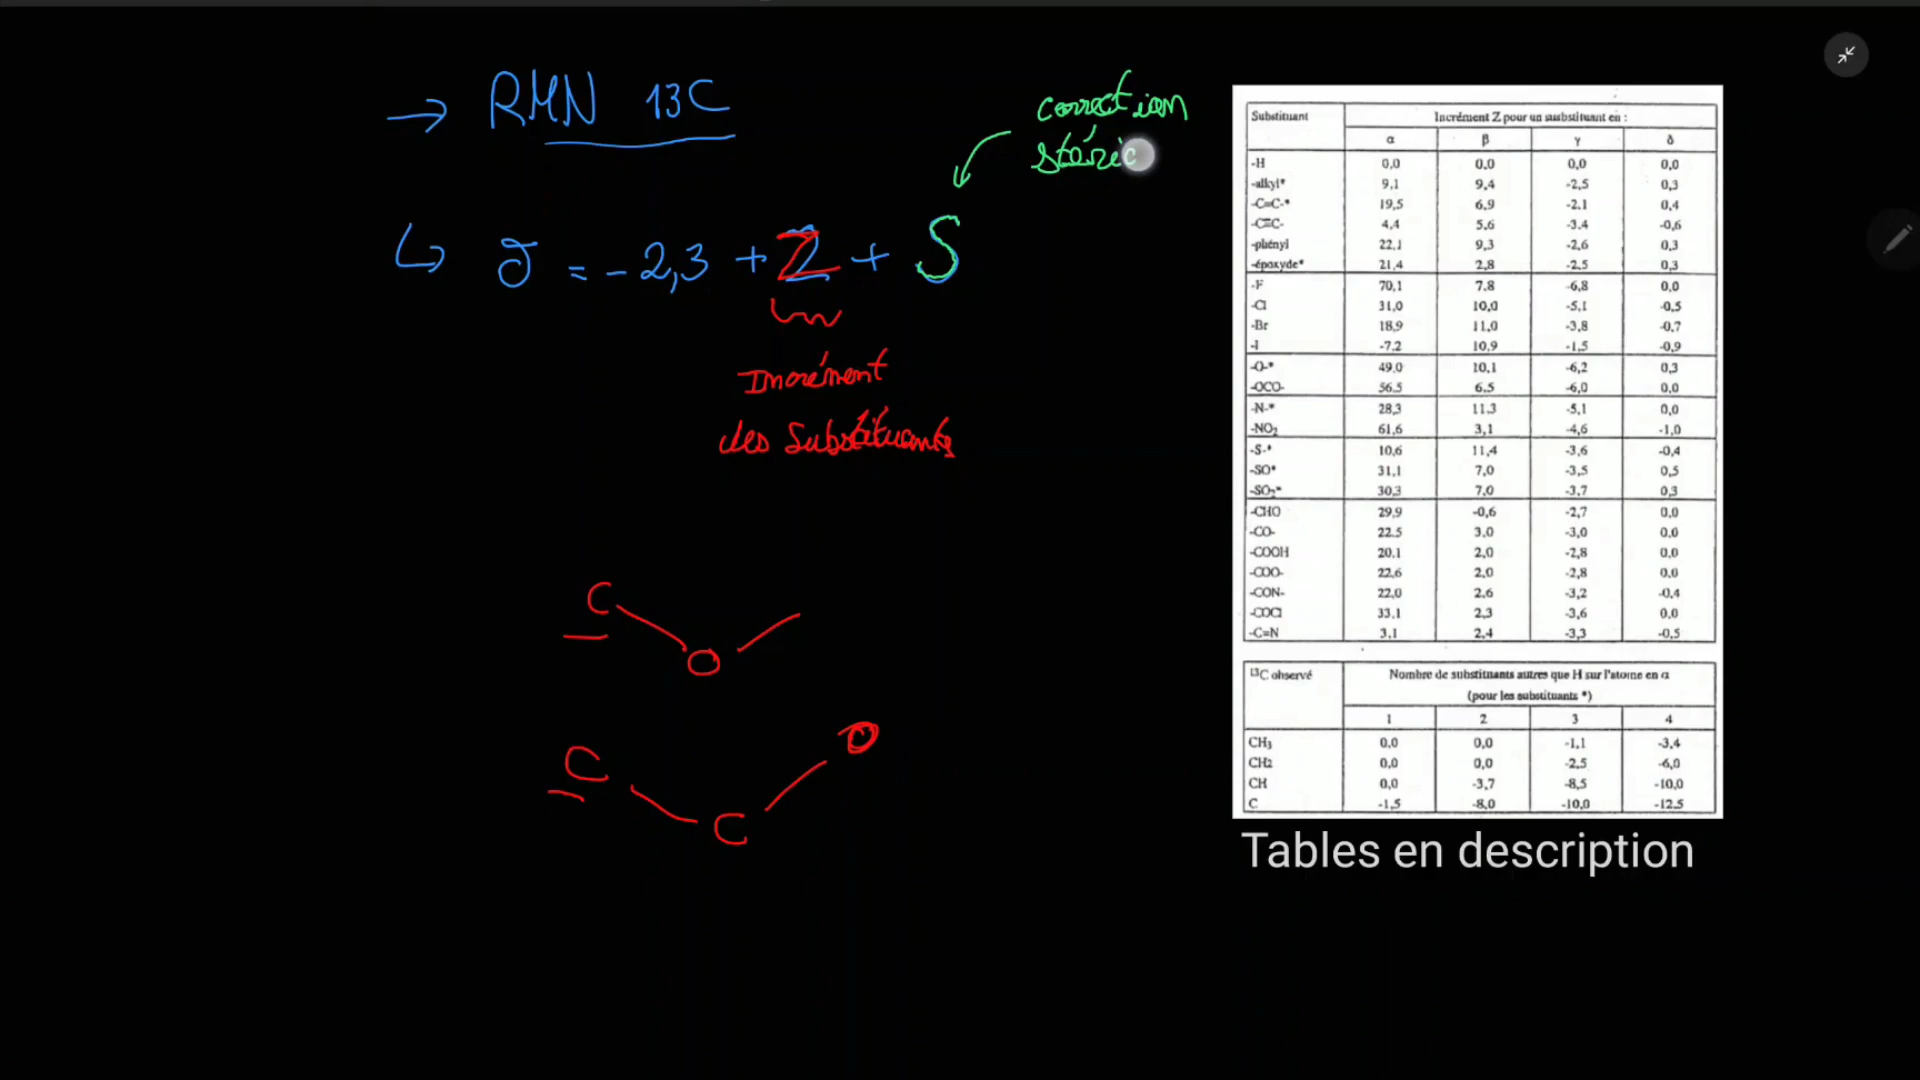 → RMN 13C
correction
stéric
↳ δ = - 2,3 + Z + S
Incrément
des Substituants
C
O
O
C
C
Substituant Incrément Z pour un susbstituant en :
α β γ δ
-H 0,0 0,0 0,0 0,0
-alkyl* 9,1 9,4 -2,5 0,3
-C=C-* 19,5 6,9 -2,1 0,4
-C≡C- 4,4 5,6 -3,4 -0,6
-phényl 22,1 9,3 -2,6 0,3
-époxyde* 21,4 2,8 -2,5 0,3
-F 70,1 7,8 -6,8 0,0
-Cl 31,0 10,0 -5,1 -0,5
-Br 18,9 11,0 -3,8 -0,7
-I -7,2 10,9 -1,5 -0,9
-O-* 49,0 10,1 -6,2 0,3
-OCO- 56,5 6,5 -6,0 0,0
-N-* 28,3 11,3 -5,1 0,0
-NO₂ 61,6 3,1 -4,6 -1,0
-S-* 10,6 11,4 -3,6 -0,4
-SO* 31,1 7,0 -3,5 0,5
-SO₂* 30,3 7,0 -3,7 0,3
-CHO 29,9 -0,6 -2,7 0,0
-CO- 22,5 3,0 -3,0 0,0
-COOH 20,1 2,0 -2,8 0,0
-COO- 22,6 2,0 -2,8 0,0
-CON- 22,0 2,6 -3,2 -0,4
-COCl 33,1 2,3 -3,6 0,0
-C≡N 3,1 2,4 -3,3 -0,5
¹³C observé Nombre de substituants autres que H sur l'atome en α
(pour les substituants *)
1 2 3 4
CH₃ 0,0 0,0 -1,1 -3,4
CH₂ 0,0 0,0 -2,5 -6,0
CH 0,0 -3,7 -8,5 -10,0
C -1,5 -8,0 -10,0 -12,5
Tables en description